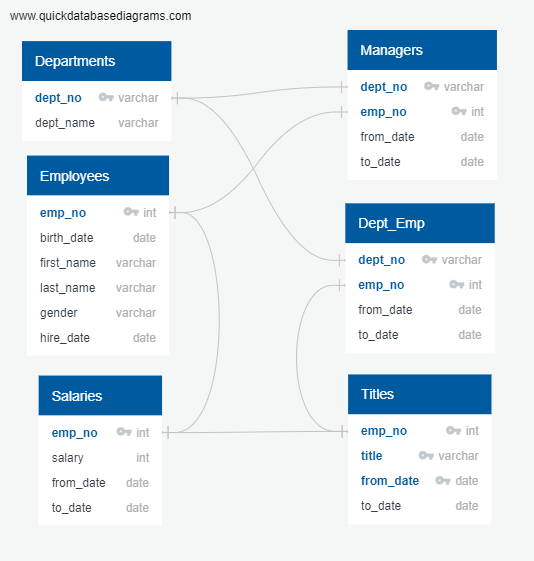 www.quickdatabasediagrams.com
Departments
dept_no varchar
dept_name varchar
Employees
emp_no int
birth_date date
first_name varchar
last_name varchar
gender varchar
hire_date date
Salaries
emp_no int
salary int
from_date date
to_date date
Managers
dept_no varchar
emp_no int
from_date date
to_date date
Dept_Emp
dept_no varchar
emp_no int
from_date date
to_date date
Titles
emp_no int
title varchar
from_date date
to_date date